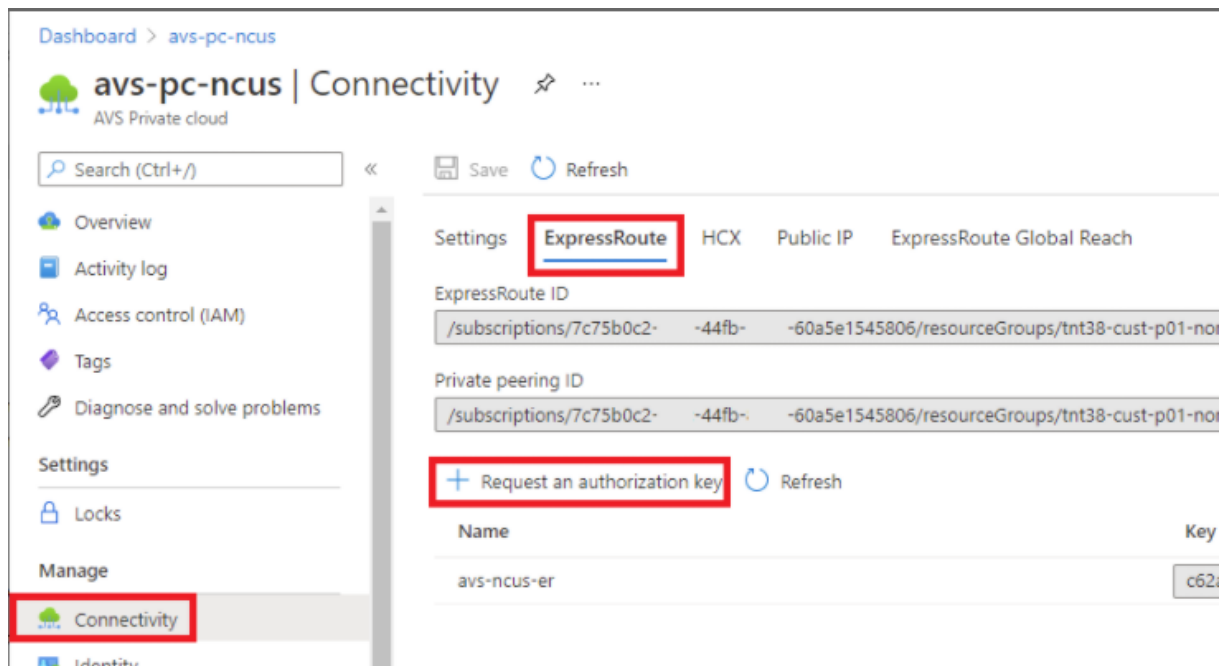 Dashboard > avs-pc-ncus
avs-pc-ncus | Connectivity ...
AVS Private cloud
Search (Ctrl+/) «
Overview
Activity log
Access control (IAM)
Tags
Diagnose and solve problems
Settings
Locks
Manage
Connectivity
Identity
Save Refresh
Settings ExpressRoute HCX Public IP ExpressRoute Global Reach
ExpressRoute ID
/subscriptions/7c75b0c2- -44fb- -60a5e1545806/resourceGroups/tnt38-cust-p01-nor
Private peering ID
/subscriptions/7c75b0c2- -44fb- -60a5e1545806/resourceGroups/tnt38-cust-p01-nor
+ Request an authorization key Refresh
Name Key
avs-ncus-er c62a